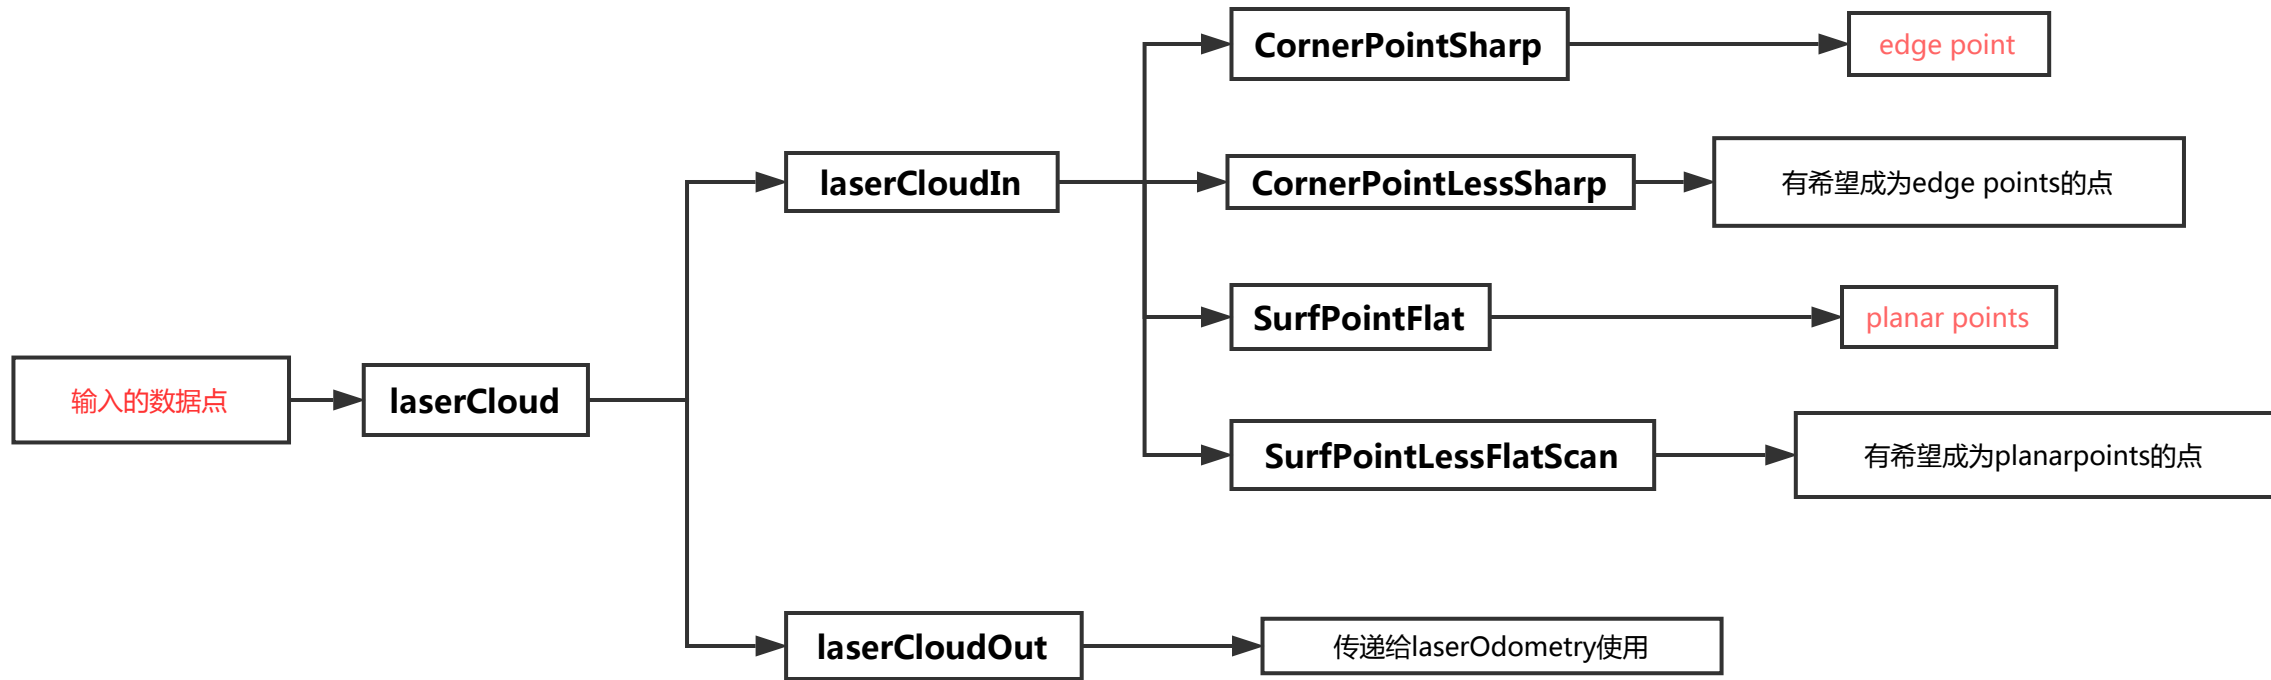 CornerPointSharp
edge point
laserCloudIn
CornerPointLessSharp
有希望成为edge points的点
SurfPointFlat
planar points
输入的数据点
laserCloud
SurfPointLessFlatScan
有希望成为planarpoints的点
laserCloudOut
传递给laserOdometry使用